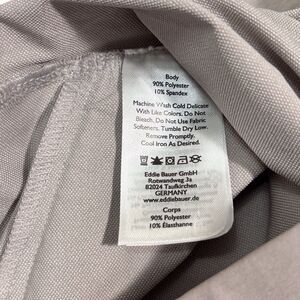 Body
90% Polyester
10% Spandex
Machine Wash Cold Delicate
With Like Colors. Do Not
Bleach. Do Not Use Fabric
Softeners. Tumble Dry Low.
Remove Promptly.
Cool Iron As Desired.
Eddie Bauer GmbH
Rotwandweg 3a
82024 Taufkirchen
GERMANY
www.eddiebauer.de
Corps
90% Polyester
10% Élasthanne